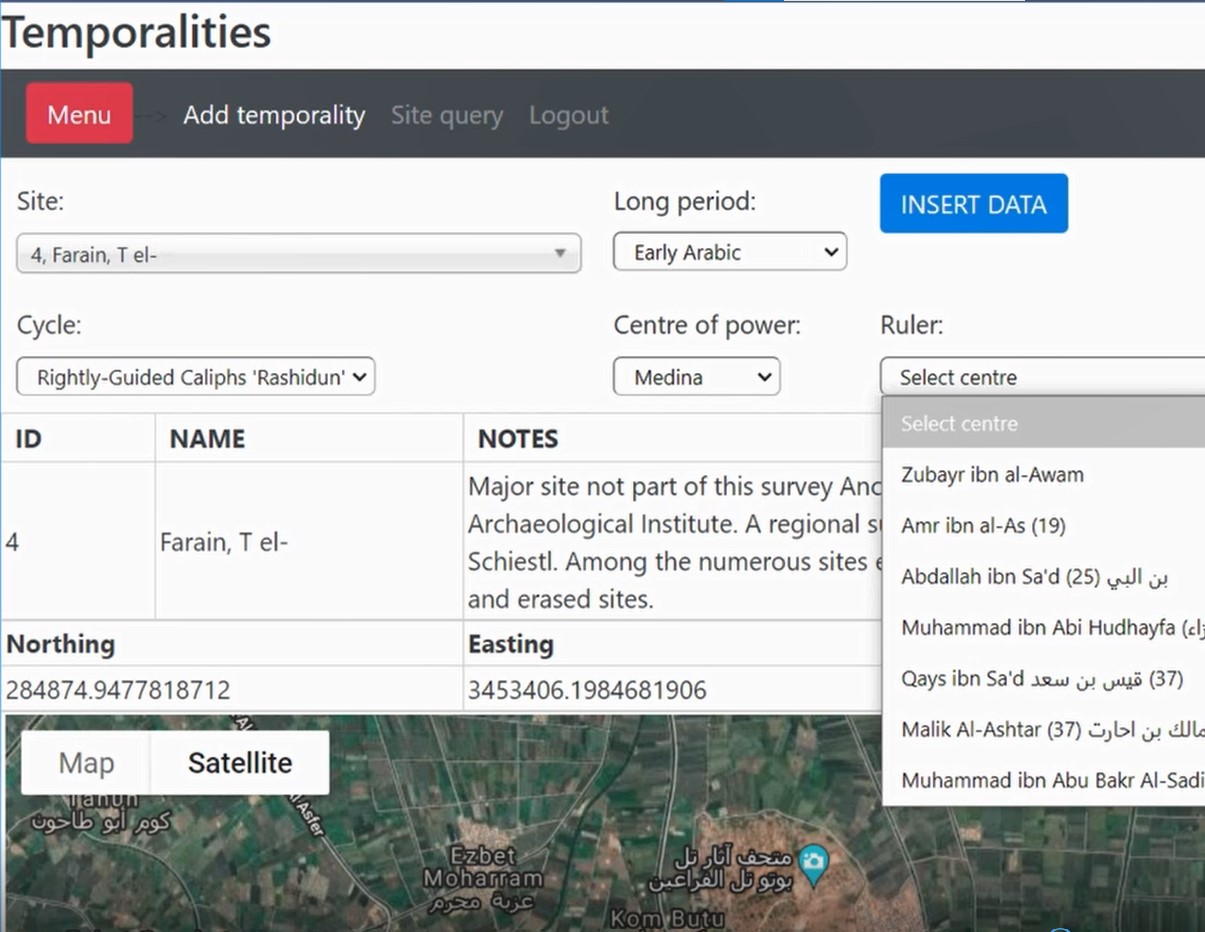 Temporalities
Menu --> Add temporality Site query Logout
Site:
Long period:
INSERT DATA
4, Farain, T el-
Early Arabic
Cycle:
Centre of power:
Ruler:
Rightly-Guided Caliphs 'Rashidun'
Medina
Select centre
Select centre
Zubayr ibn al-Awam
Amr ibn al-As (19)
Abdallah ibn Sa'd (25) بن البي
Muhammad ibn Abi Hudhayfa
Qays ibn Sa'd قيس بن سعد (37)
Malik Al-Ashtar (37) مالك بن احارت
Muhammad ibn Abu Bakr Al-Sadi
ID NAME NOTES
4
Farain, T el-
Major site not part of this survey Anc
Archaeological Institute. A regional su
Schiestl. Among the numerous sites e
and erased sites.
Northing Easting
284874.9477818712 3453406.1984681906
Map Satellite
Tahun
كوم أبو طاحون
Al Asfer
Ezbet
Moharram
عزبة محرم
متحف آثار تل
بوتو تل الفراعين
Kom Butu